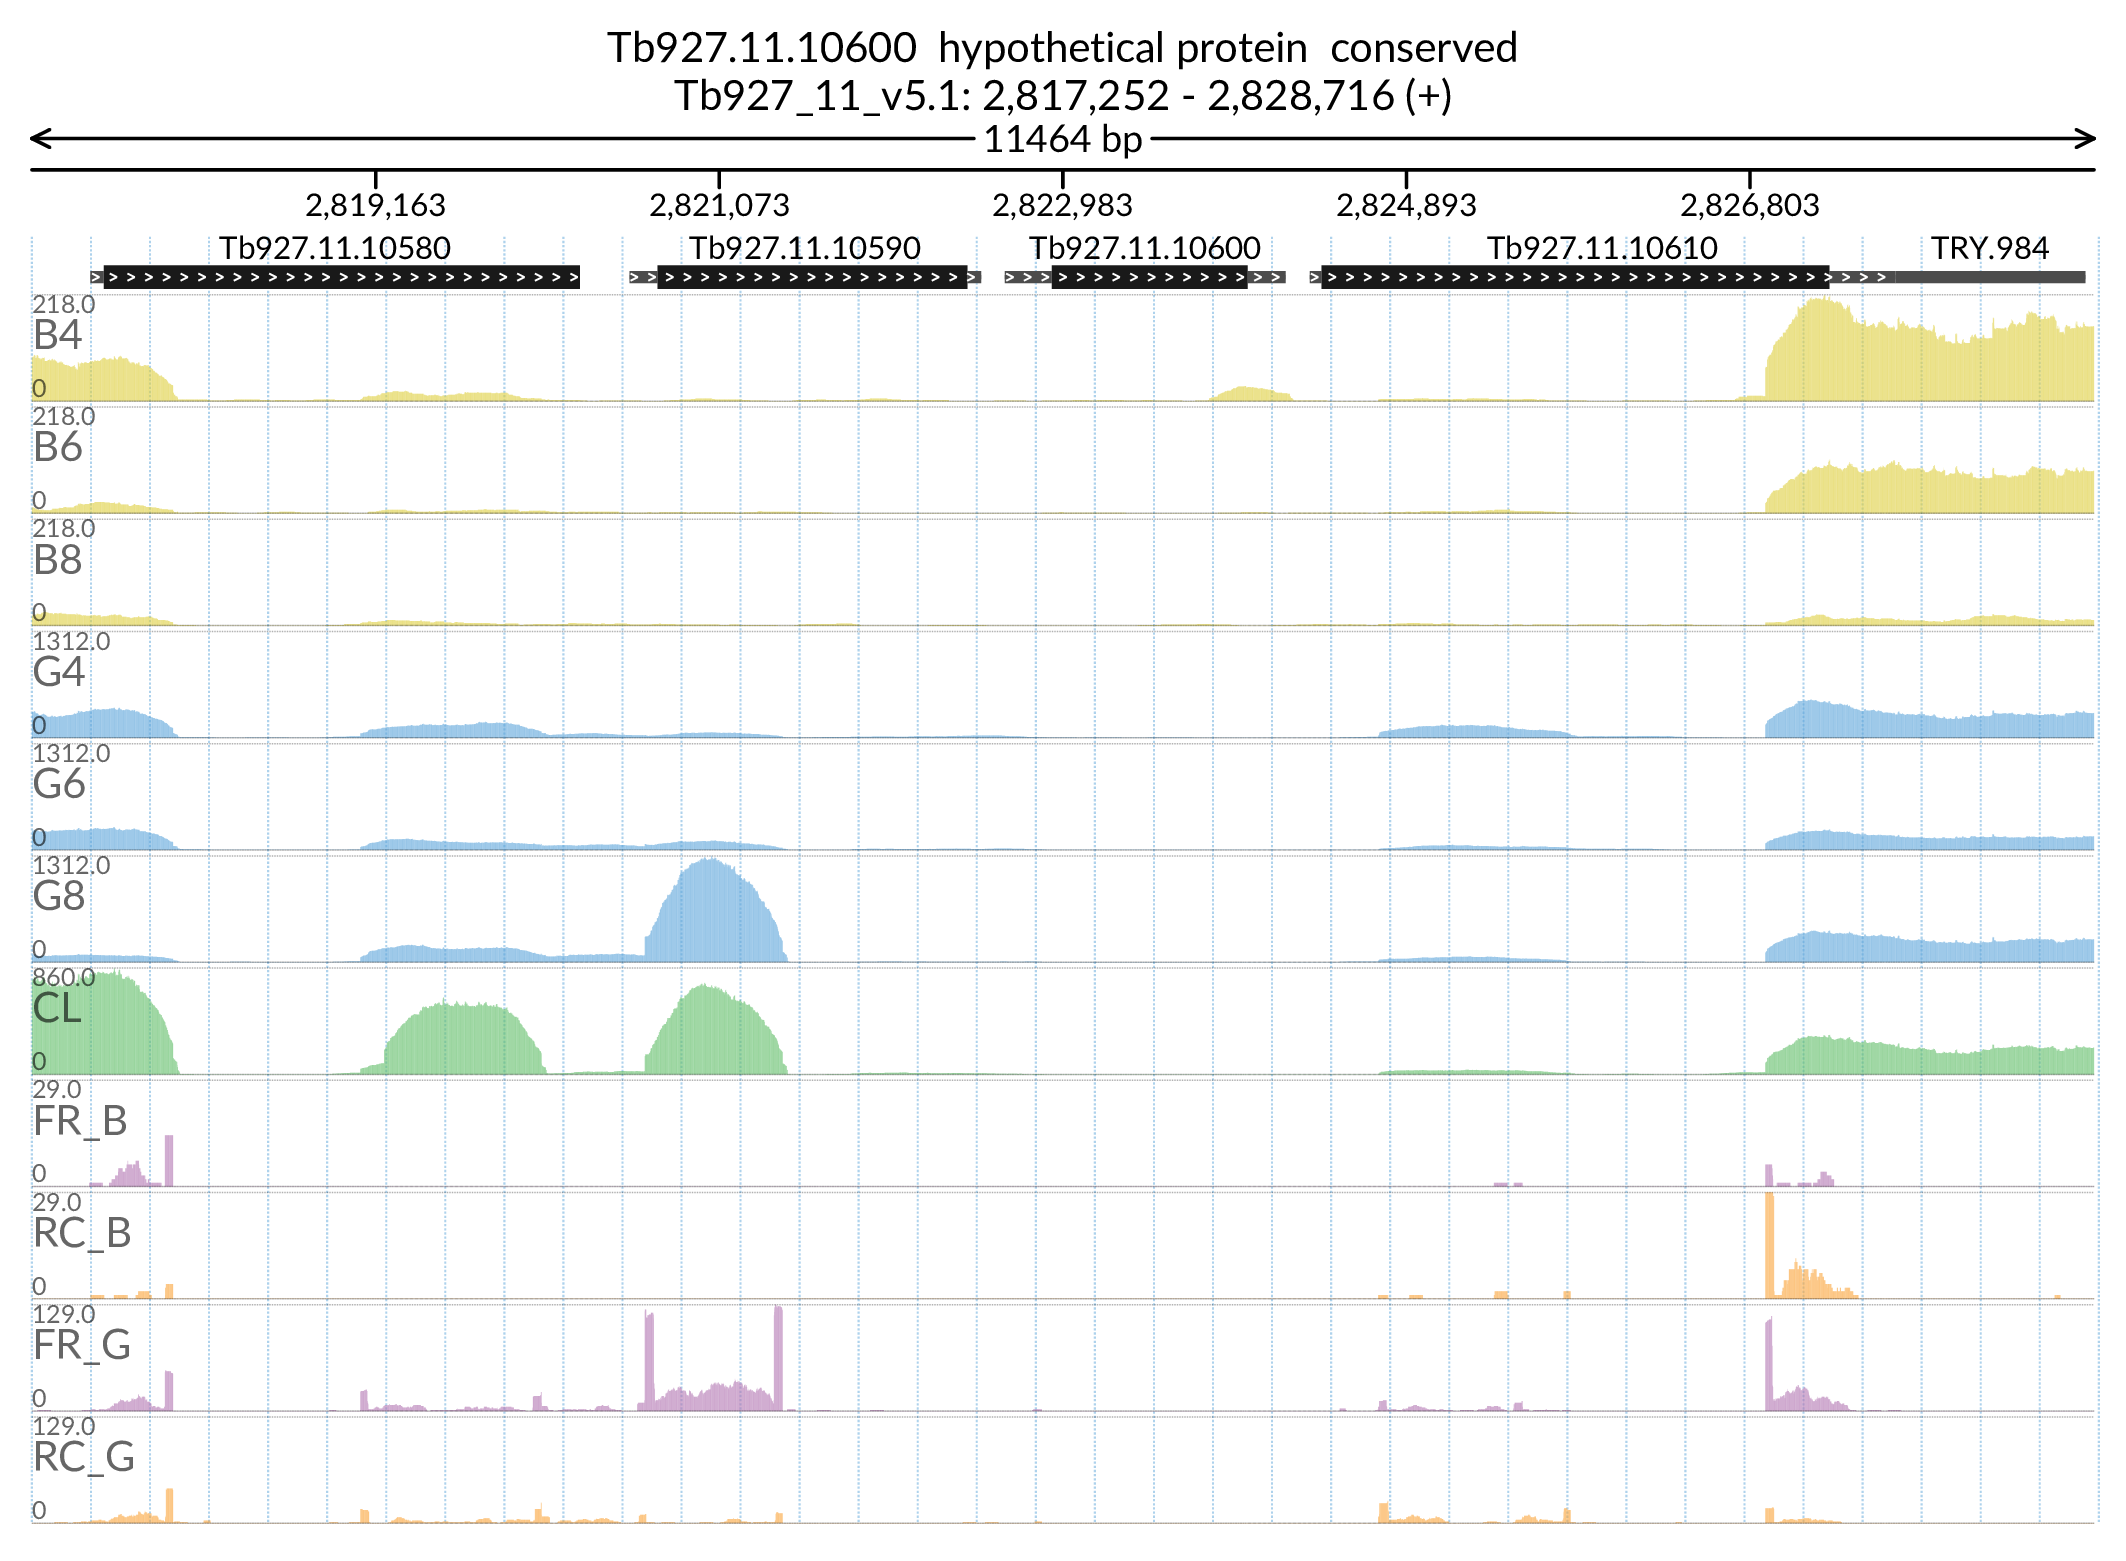 Tb927.11.10600  hypothetical protein  conserved
Tb927_11_v5.1: 2,817,252 - 2,828,716 (+)
11464 bp
2,819,163 2,821,073 2,822,983 2,824,893 2,826,803
Tb927.11.10580 Tb927.11.10590 Tb927.11.10600 Tb927.11.10610 TRY.984
218.0
B4
0
218.0
B6
0
218.0
B8
0
1312.0
G4
0
1312.0
G6
0
1312.0
G8
0
860.0
CL
0
29.0
FR_B
0
29.0
RC_B
0
129.0
FR_G
0
129.0
RC_G
0